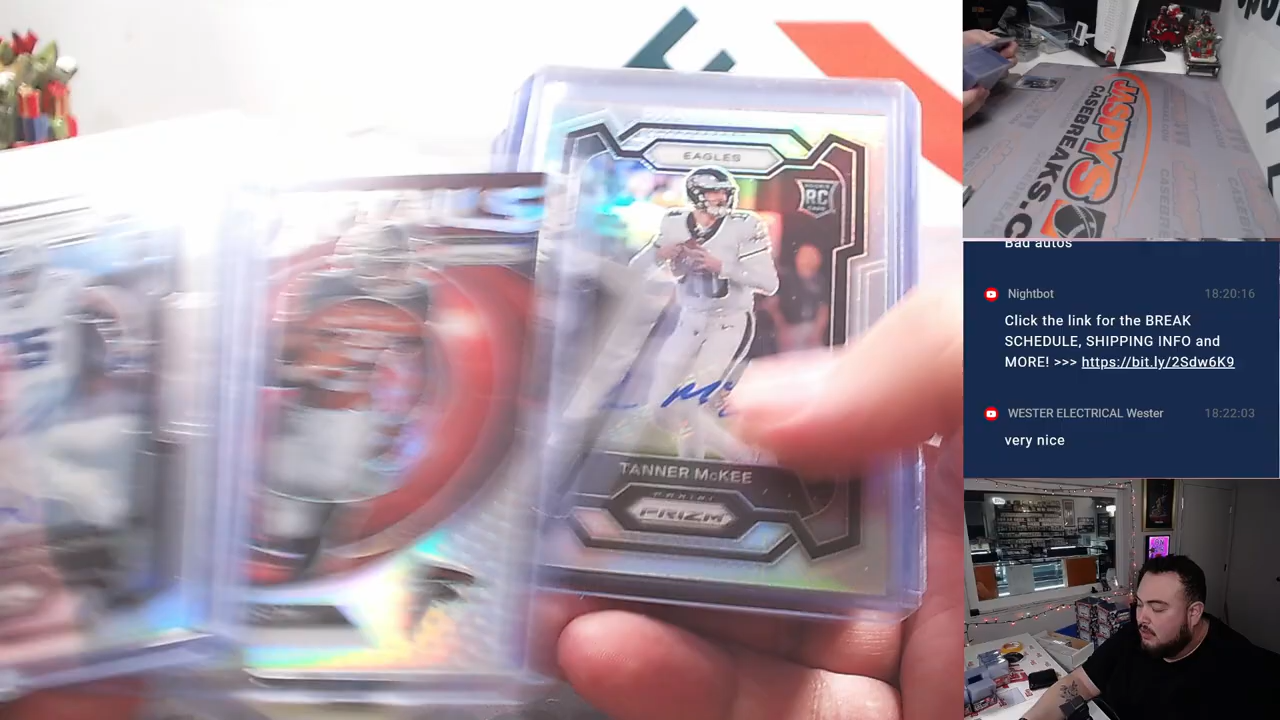 EAGLES
ROOKIE
RC
TANNER McKEE
PANINI
PRIZM
JASPYS
CASEBREAKS.C
Bad autos
Nightbot
18:20:16
Click the link for the BREAK
SCHEDULE, SHIPPING INFO and
MORE! >>> https://bit.ly/2Sdw6K9
WESTER ELECTRICAL Wester
18:22:03
very nice